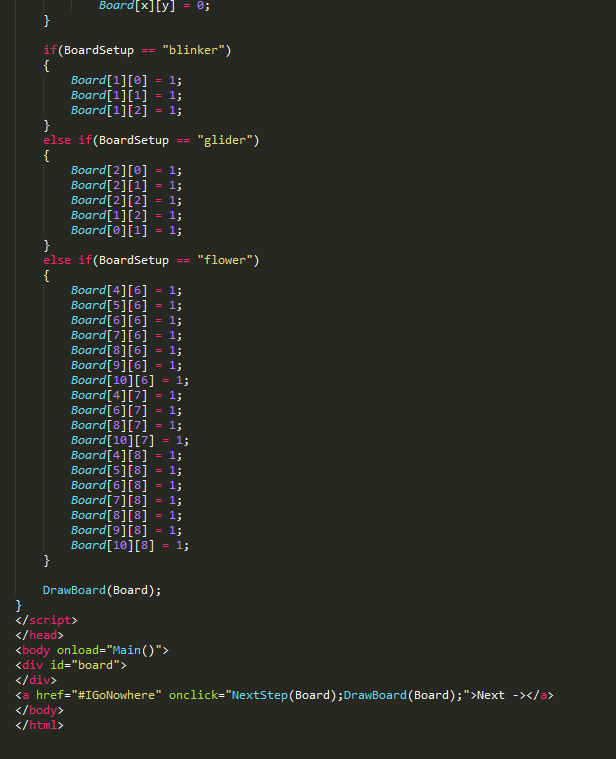 Board[x][y] = 0;
}
if(BoardSetup == "blinker")
{
Board[1][0] = 1;
Board[1][1] = 1;
Board[1][2] = 1;
}
else if(BoardSetup == "glider")
{
Board[2][0] = 1;
Board[2][1] = 1;
Board[2][2] = 1;
Board[1][2] = 1;
Board[0][1] = 1;
}
else if(BoardSetup == "flower")
{
Board[4][6] = 1;
Board[5][6] = 1;
Board[6][6] = 1;
Board[7][6] = 1;
Board[8][6] = 1;
Board[9][6] = 1;
Board[10][6] = 1;
Board[4][7] = 1;
Board[6][7] = 1;
Board[8][7] = 1;
Board[10][7] = 1;
Board[4][8] = 1;
Board[5][8] = 1;
Board[6][8] = 1;
Board[7][8] = 1;
Board[8][8] = 1;
Board[9][8] = 1;
Board[10][8] = 1;
}
DrawBoard(Board);
}
</script>
</head>
<body onload="Main()">
<div id="board">
</div>
<a href="#IGoNowhere" onclick="NextStep(Board);DrawBoard(Board);">Next -></a>
</body>
</html>